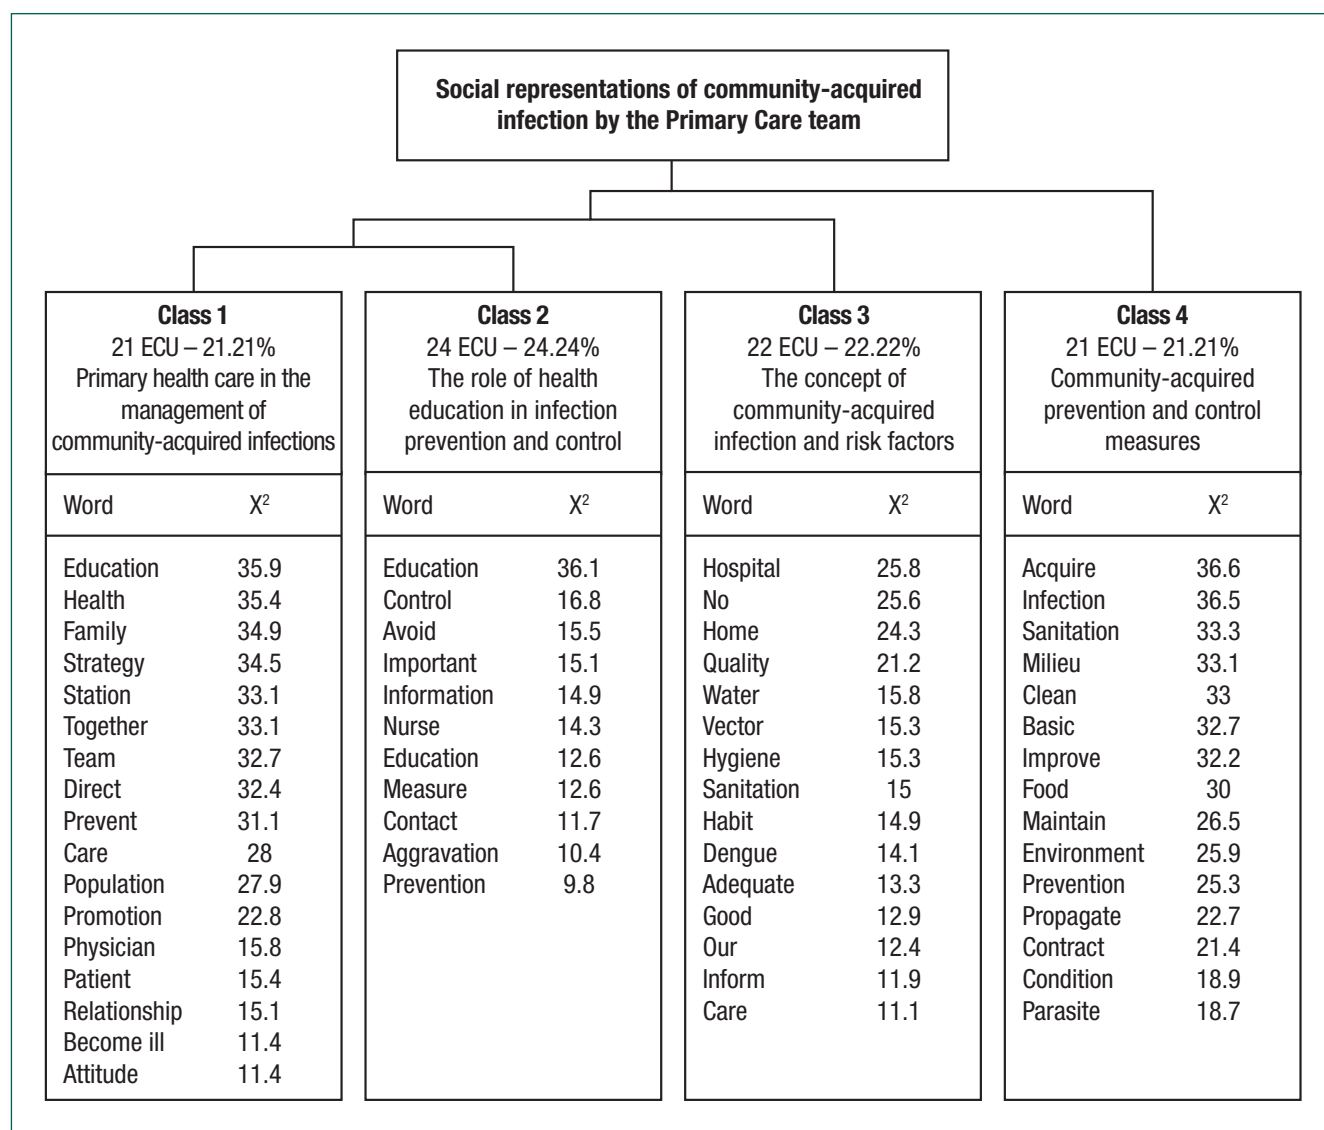 Social representations of community-acquired
infection by the Primary Care team
Class 1
21 ECU – 21.21%
Primary health care in the
management of
community-acquired infections
Word X²
Education 35.9
Health 35.4
Family 34.9
Strategy 34.5
Station 33.1
Together 33.1
Team 32.7
Direct 32.4
Prevent 31.1
Care 28
Population 27.9
Promotion 22.8
Physician 15.8
Patient 15.4
Relationship 15.1
Become ill 11.4
Attitude 11.4
Class 2
24 ECU – 24.24%
The role of health
education in infection
prevention and control
Word X²
Education 36.1
Control 16.8
Avoid 15.5
Important 15.1
Information 14.9
Nurse 14.3
Education 12.6
Measure 12.6
Contact 11.7
Aggravation 10.4
Prevention 9.8
Class 3
22 ECU – 22.22%
The concept of
community-acquired
infection and risk factors
Word X²
Hospital 25.8
No 25.6
Home 24.3
Quality 21.2
Water 15.8
Vector 15.3
Hygiene 15.3
Sanitation 15
Habit 14.9
Dengue 14.1
Adequate 13.3
Good 12.9
Our 12.4
Inform 11.9
Care 11.1
Class 4
21 ECU – 21.21%
Community-acquired
prevention and control
measures
Word X²
Acquire 36.6
Infection 36.5
Sanitation 33.3
Milieu 33.1
Clean 33
Basic 32.7
Improve 32.2
Food 30
Maintain 26.5
Environment 25.9
Prevention 25.3
Propagate 22.7
Contract 21.4
Condition 18.9
Parasite 18.7